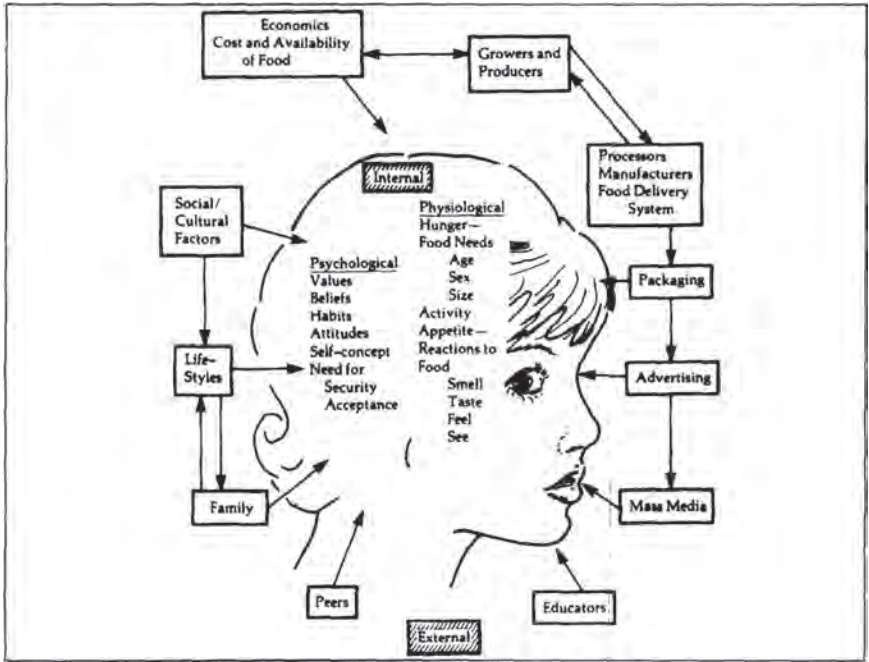 Economics
Cost and Availability
of Food
Growers and
Producers
Processors
Manufacturers
Food Delivery
System
Internal
Social/
Cultural
Factors
Physiological
Hunger—
Food Needs
Age
Sex
Size
Activity
Appetite—
Reactions to
Food
Smell
Taste
Feel
See
Psychological
Values
Beliefs
Habits
Attitudes
Self-concept
Need for
Security
Acceptance
Packaging
Life-
Styles
Advertising
Family
Mass Media
Peers
Educators
External